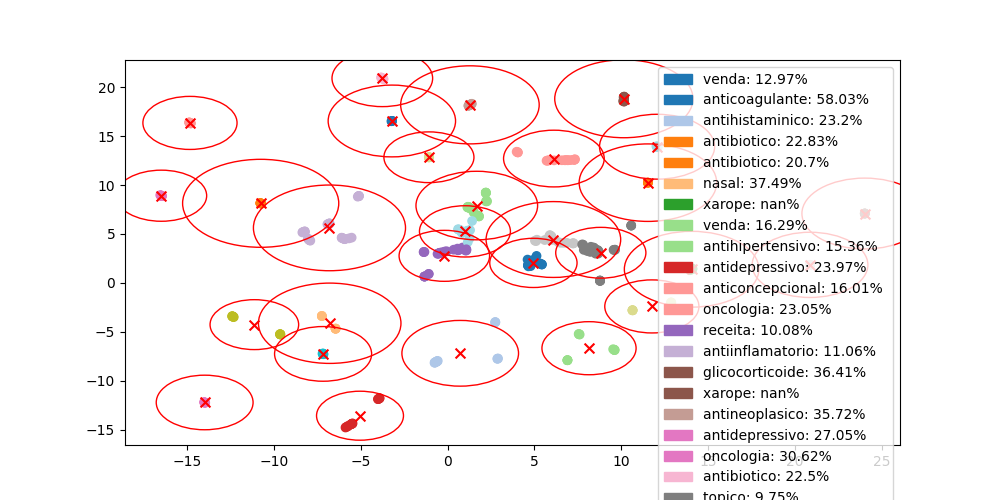 20
15
10
5
0
−5
−10
−15
−15
−10
−5
0
5
10
15
20
25
venda: 12.97%
anticoagulante: 58.03%
antihistaminico: 23.2%
antibiotico: 22.83%
antibiotico: 20.7%
nasal: 37.49%
xarope: nan%
venda: 16.29%
antihipertensivo: 15.36%
antidepressivo: 23.97%
anticoncepcional: 16.01%
oncologia: 23.05%
receita: 10.08%
antiinflamatorio: 11.06%
glicocorticoide: 36.41%
xarope: nan%
antineoplasico: 35.72%
antidepressivo: 27.05%
oncologia: 30.62%
antibiotico: 22.5%
topico: 9.75%